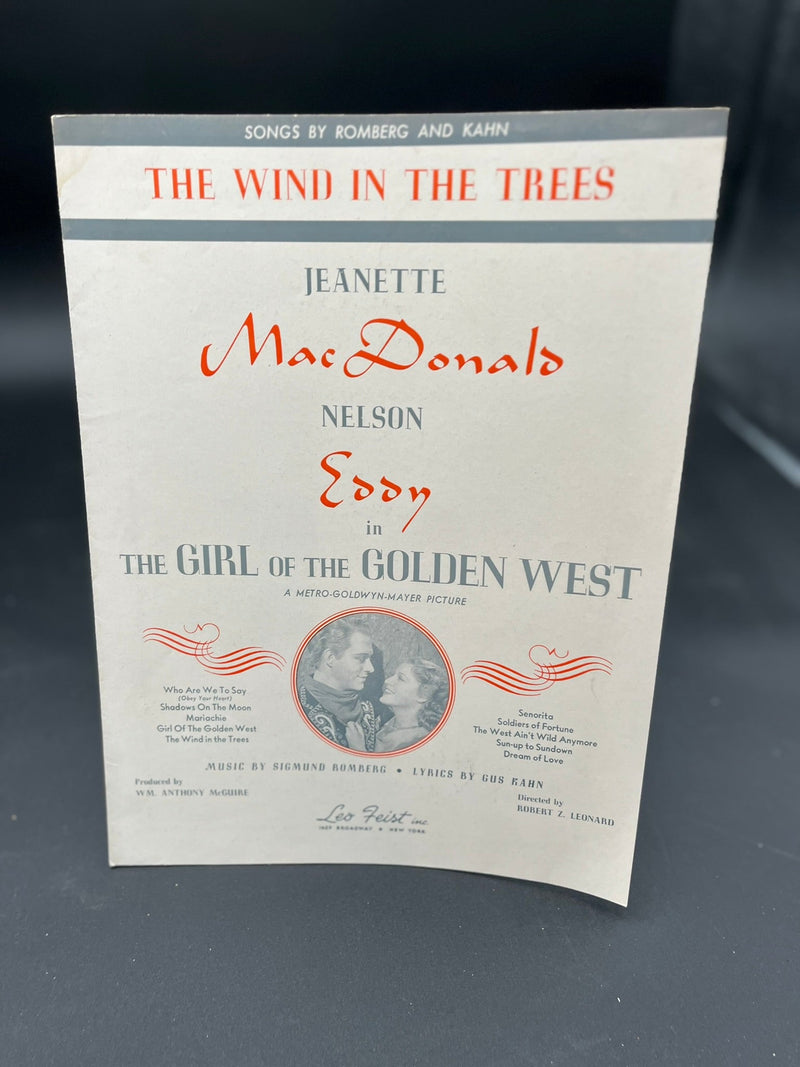 SONGS BY ROMBERG AND KAHN
THE WIND IN THE TREES
JEANETTE
MacDonald
NELSON
Eddy
in
THE GIRL OF THE GOLDEN WEST
A METRO-GOLDWYN-MAYER PICTURE
Who Are We To Say
(Obey Your Heart)
Shadows On The Moon
Mariachie
Girl Of The Golden West
The Wind in the Trees
Senorita
Soldiers of Fortune
The West Ain't Wild Anymore
Sun-up to Sundown
Dream of Love
MUSIC BY SIGMUND ROMBERG • LYRICS BY GUS KAHN
Produced by
WM. ANTHONY McGUIRE
Directed by
ROBERT Z. LEONARD
Leo Feist inc.
1629 BROADWAY • NEW YORK